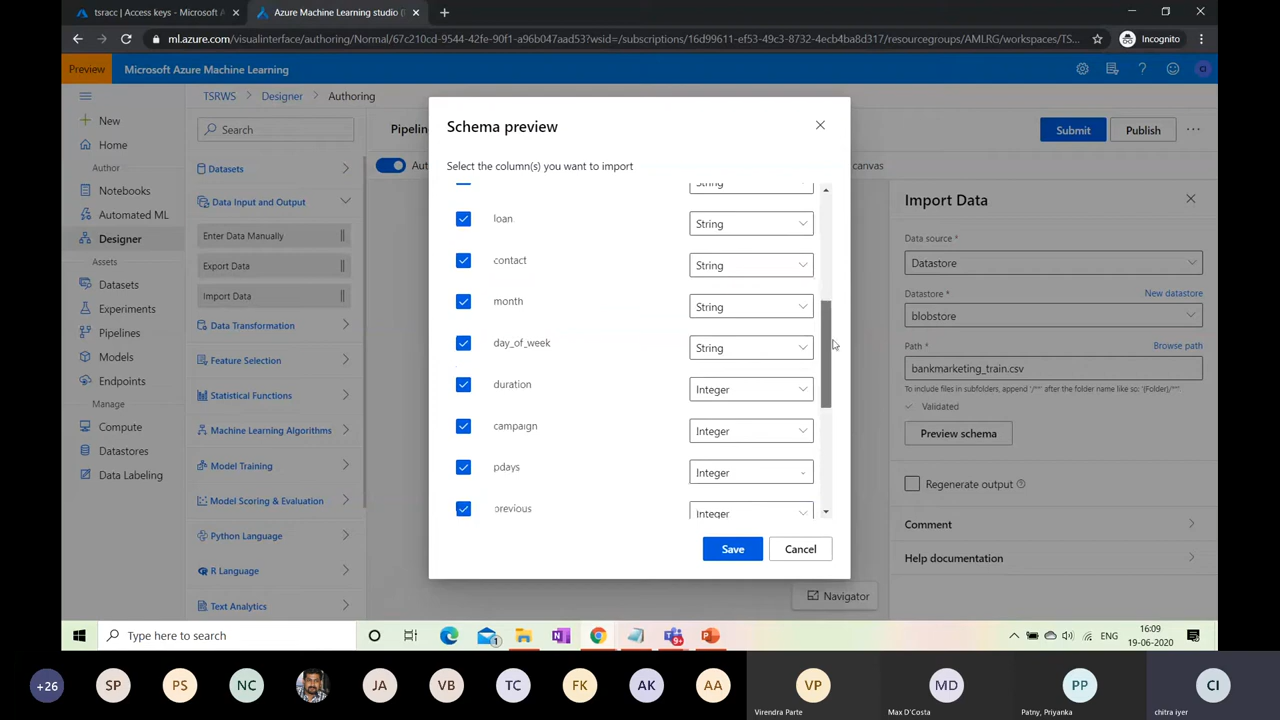 tsracc | Access keys - Microsoft A
Azure Machine Learning studio (
ml.azure.com/visualinterface/authoring/Normal/67c210cd-9544-42fe-90f1-a96b047aad53?wsid=/subscriptions/16d99611-ef53-49c3-8732-4ecb4ba8d317/resourcegroups/AMLRG/workspaces/TS...
Incognito
Preview
Microsoft Azure Machine Learning
CI
TSRWS > Designer > Authoring
New
Home
Author
Notebooks
Automated ML
Designer
Assets
Datasets
Experiments
Pipelines
Models
Endpoints
Manage
Compute
Datastores
Data Labeling
Search
Datasets
Data Input and Output
Enter Data Manually
Export Data
Import Data
Data Transformation
Feature Selection
Statistical Functions
Machine Learning Algorithms
Model Training
Model Scoring & Evaluation
Python Language
R Language
Text Analytics
Pipeline
Submit
Publish
Aut
canvas
Schema preview
Select the column(s) you want to import
String
loan String
contact String
month String
day_of_week String
duration Integer
campaign Integer
pdays Integer
previous Integer
Save
Cancel
Navigator
Import Data
Data source *
Datastore
Datastore * New datastore
blobstore
Path * Browse path
bankmarketing_train.csv
To include files in subfolders, append '/**' after the folder name like so: '{Folder}/**'.
Validated
Preview schema
Regenerate output
Comment
Help documentation
Type here to search
1
9+
ENG
16:09
19-06-2020
+26
SP
PS
NC
JA
VB
TC
FK
AK
AA
VP
Virendra Parte
MD
Max D'Costa
PP
Patny, Priyanka
CI
chitra iyer